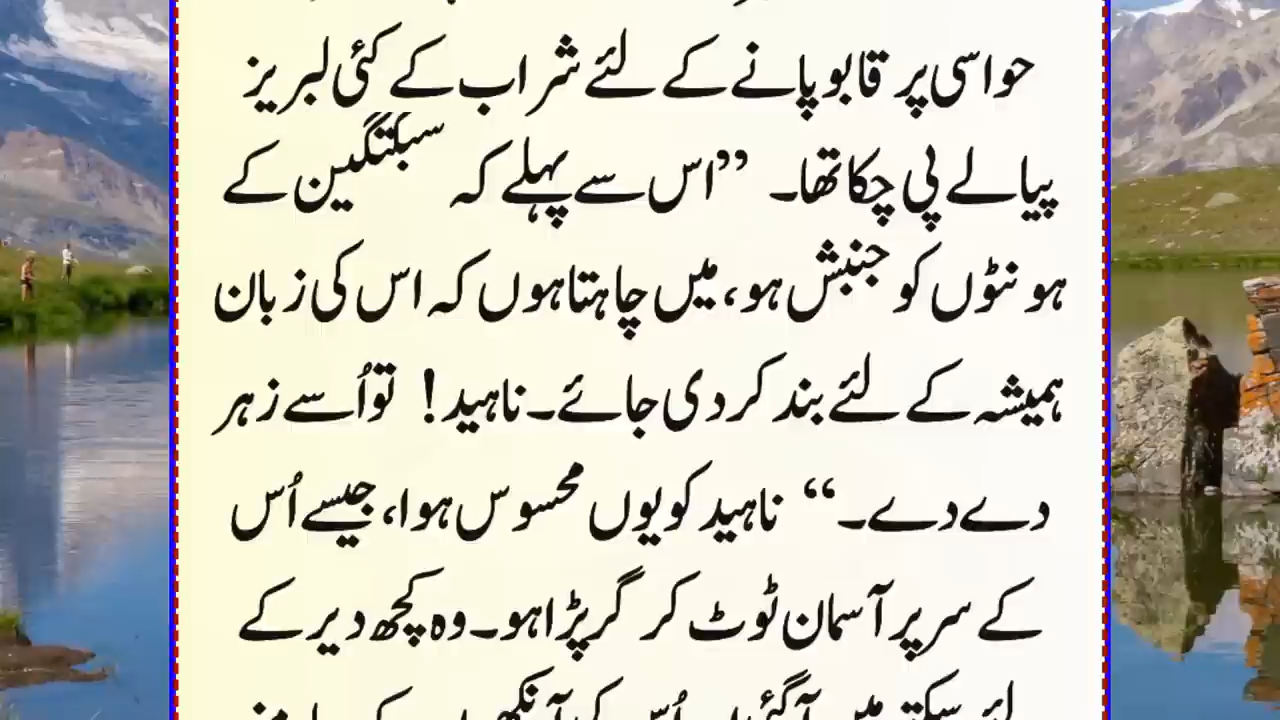 حواسی پر قابو پانے کے لئے شراب کے کئی لبریز
پیالے پی چکا تھا۔ ”اس سے پہلے کہ سبکتگین کے
ہونٹوں کو جنبش ہو، میں چاہتا ہوں کہ اس کی زبان
ہمیشہ کے لئے بند کر دی جائے۔ ناہید! تو اُسے زہر
دے دے۔“ ناہید کو یوں محسوس ہوا، جیسے اُس
کے سر پر آسمان ٹوٹ کر گر پڑا ہو۔ وہ کچھ دیر کے